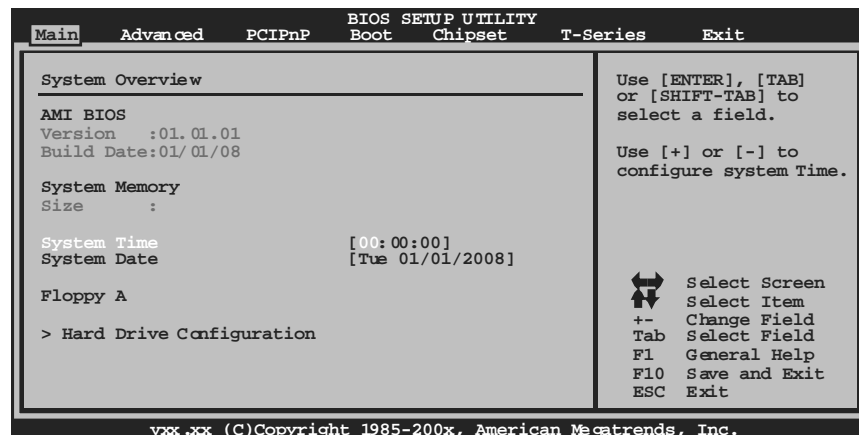 BIOS SETUP UTILITY
Main Advanced PCIPnP Boot Chipset T-Series Exit
System Overview
AMI BIOS
Version :01.01.01
Build Date:01/01/08
System Memory
Size :
System Time [00:00:00]
System Date [Tue 01/01/2008]
Floppy A
> Hard Drive Configuration
Use [ENTER], [TAB]
or [SHIFT-TAB] to
select a field.
Use [+] or [-] to
configure system Time.
Select Screen
Select Item
+- Change Field
Tab Select Field
F1 General Help
F10 Save and Exit
ESC Exit
vxx.xx (C)Copyright 1985-200x, American Megatrends, Inc.